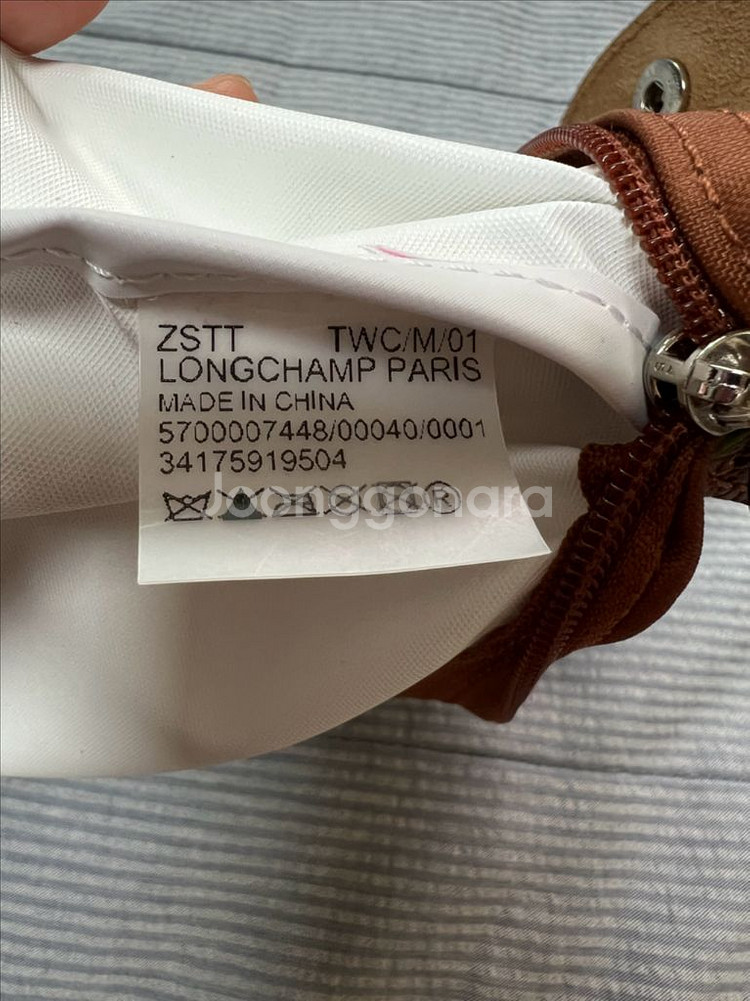 ZSTT TWC/M/01
LONGCHAMP PARIS
MADE IN CHINA
5700007448/00040/0001
34175919504
Joonggonara
®